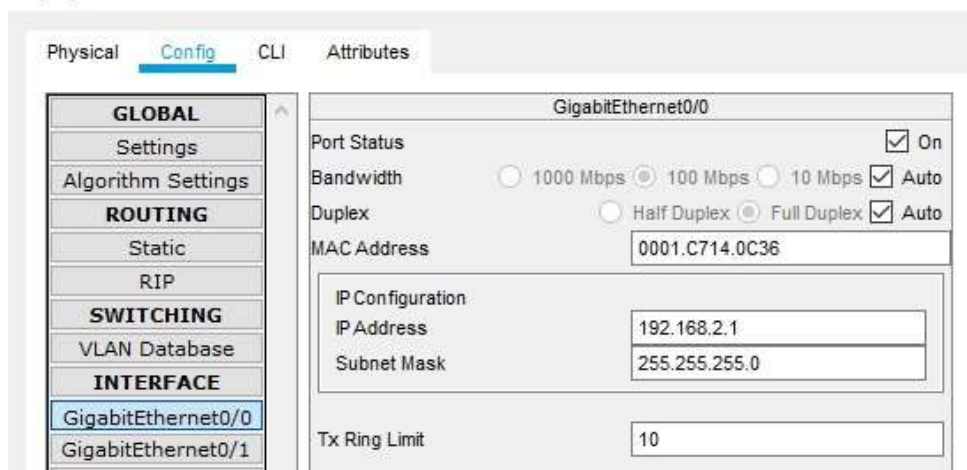 Physical Config CLI Attributes
GLOBAL
Settings
Algorithm Settings
ROUTING
Static
RIP
SWITCHING
VLAN Database
INTERFACE
GigabitEthernet0/0
GigabitEthernet0/1
GigabitEthernet0/0
Port Status On
Bandwidth 1000 Mbps 100 Mbps 10 Mbps Auto
Duplex Half Duplex Full Duplex Auto
MAC Address 0001.C714.0C36
IP Configuration
IP Address 192.168.2.1
Subnet Mask 255.255.255.0
Tx Ring Limit 10